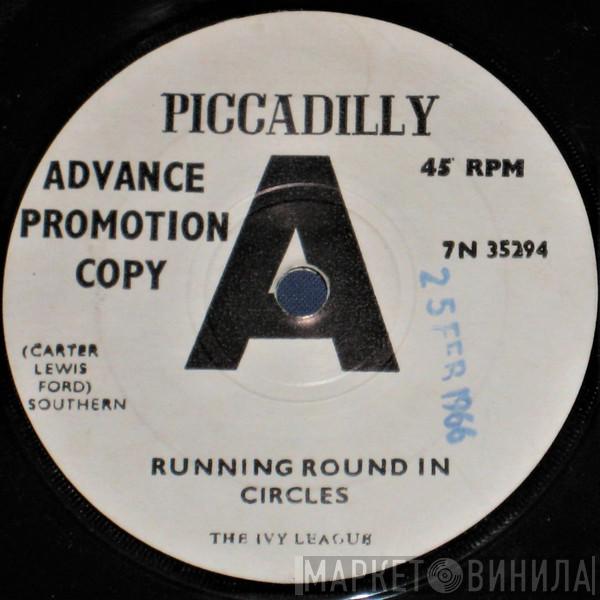 PICCADILLY
ADVANCE
PROMOTION
COPY
A
45 RPM
7N 35294
25 FEB 1966
(CARTER
LEWIS
FORD)
SOUTHERN
RUNNING ROUND IN
CIRCLES
THE IVY LEAGUE
МАРКЕТ ВИНИЛА